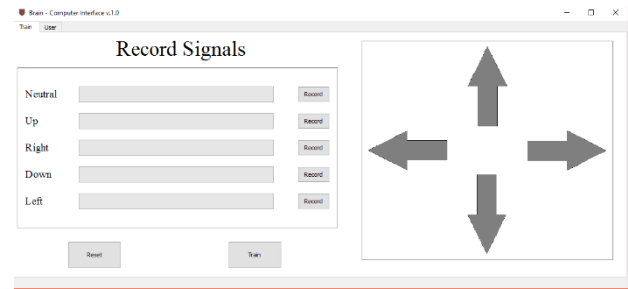 Brain - Computer Interface v.1.0
Train User
Record Signals
Neutral Record
Up Record
Right Record
Down Record
Left Record
Reset Train